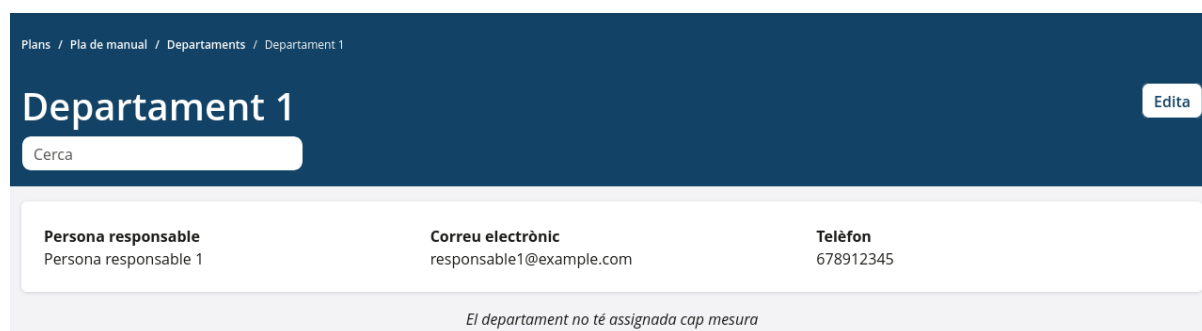 Plans / Pla de manual / Departaments / Departament 1
Departament 1
Edita
Cerca
Persona responsable
Persona responsable 1
Correu electrònic
responsable1@example.com
Telèfon
678912345
El departament no té assignada cap mesura